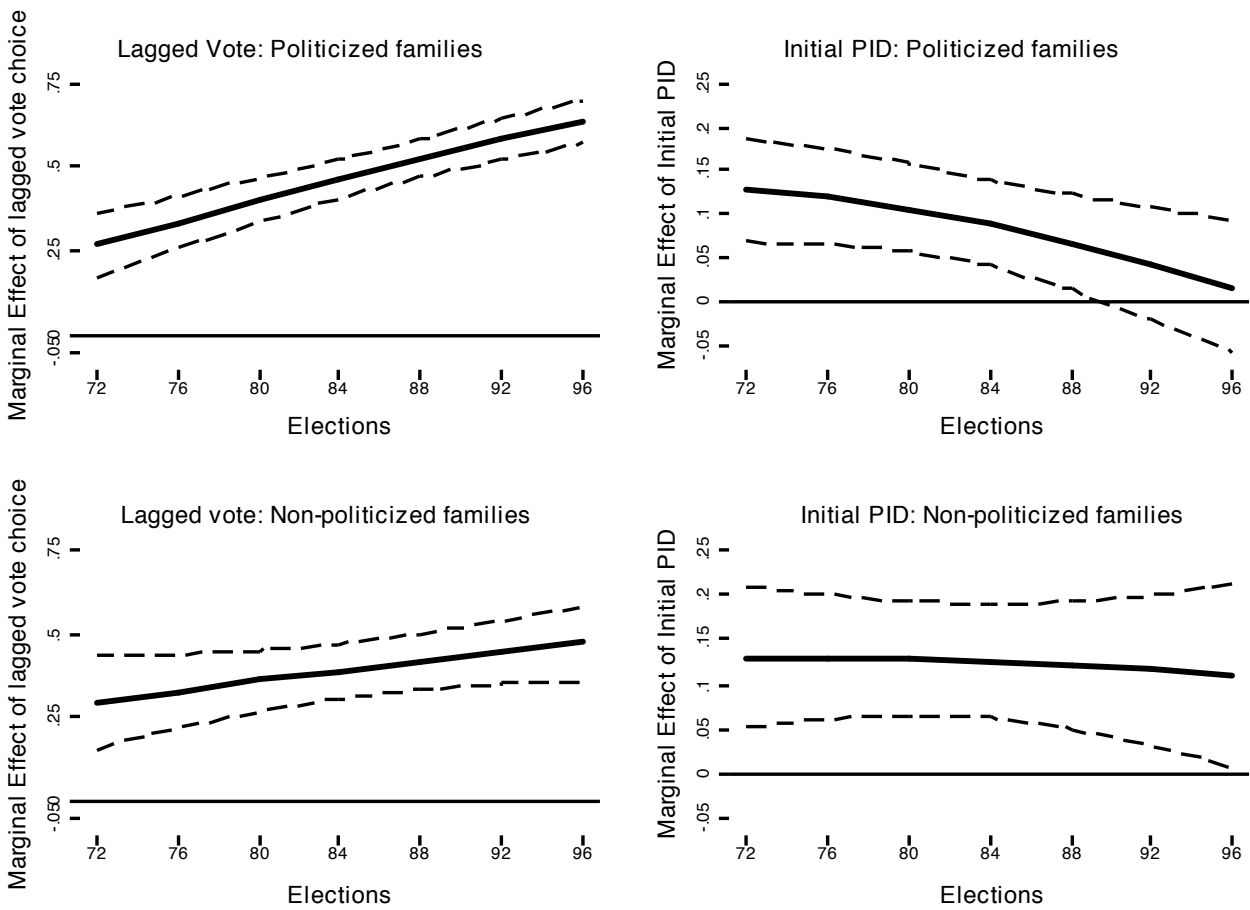 Lagged Vote: Politicized families
Marginal Effect of lagged vote choice
.75
.5
.25
-.050
72 76 80 84 88 92 96
Elections
Initial PID: Politicized families
Marginal Effect of Initial PID
.25
.2
.15
.1
.05
0
-.05
72 76 80 84 88 92 96
Elections
Lagged vote: Non-politicized families
Marginal Effect of lagged vote choice
.75
.5
.25
-.050
72 76 80 84 88 92 96
Elections
Initial PID: Non-politicized families
Marginal Effect of Initial PID
.25
.2
.15
.1
.05
0
-.05
72 76 80 84 88 92 96
Elections